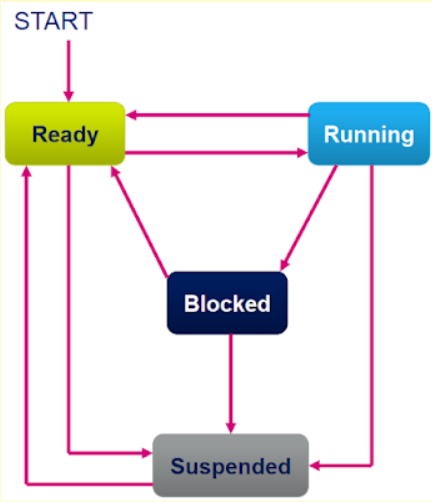 START
Ready
Running
Blocked
Suspended